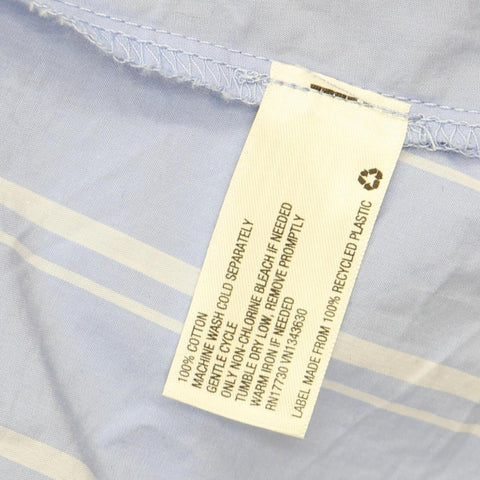 100% COTTON
MACHINE WASH COLD SEPARATELY
GENTLE CYCLE
ONLY NON-CHLORINE BLEACH IF NEEDED
TUMBLE DRY LOW, REMOVE PROMPTLY
WARM IRON IF NEEDED
RN17730 VN1343630
LABEL MADE FROM 100% RECYCLED PLASTIC